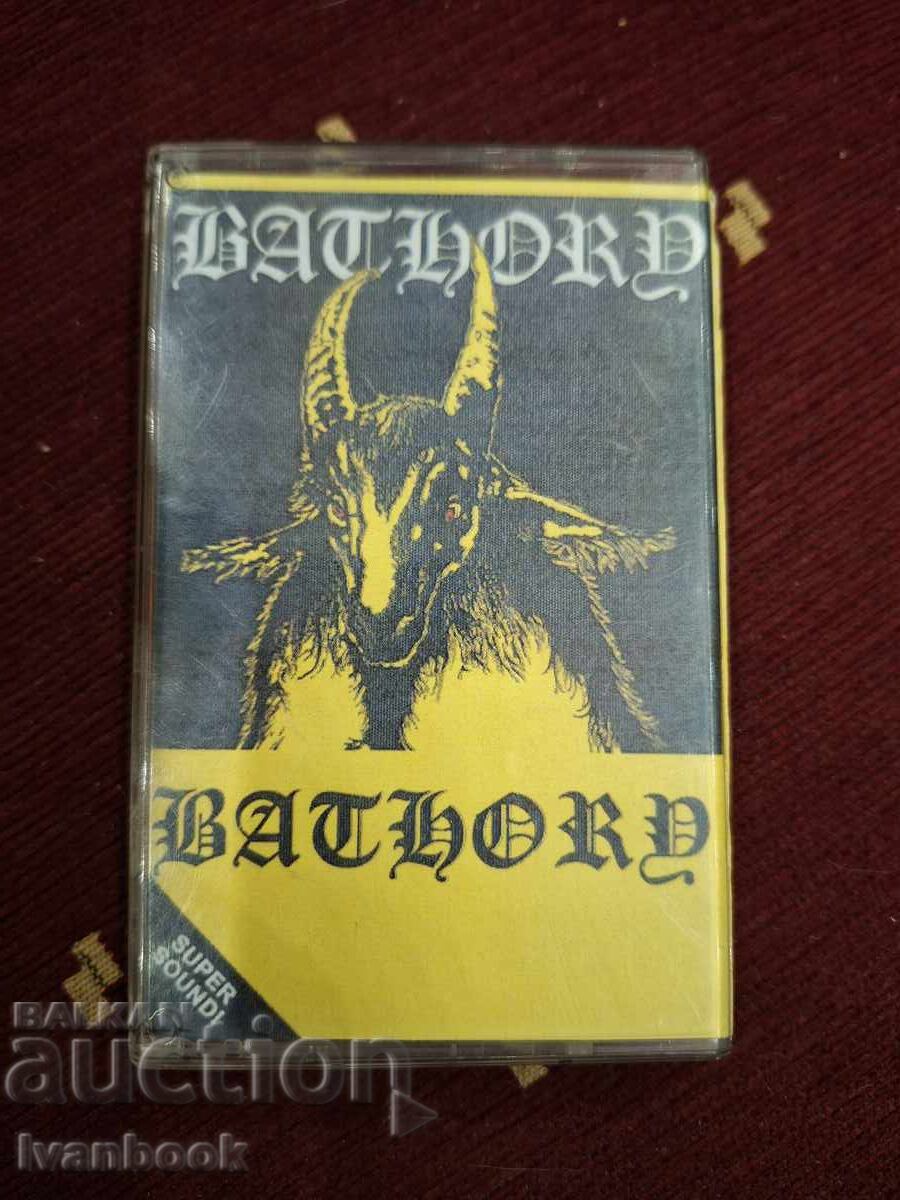 BATHORY
BATHORY
SUPER
SOUND!
BALKAN
auction
Ivanbook